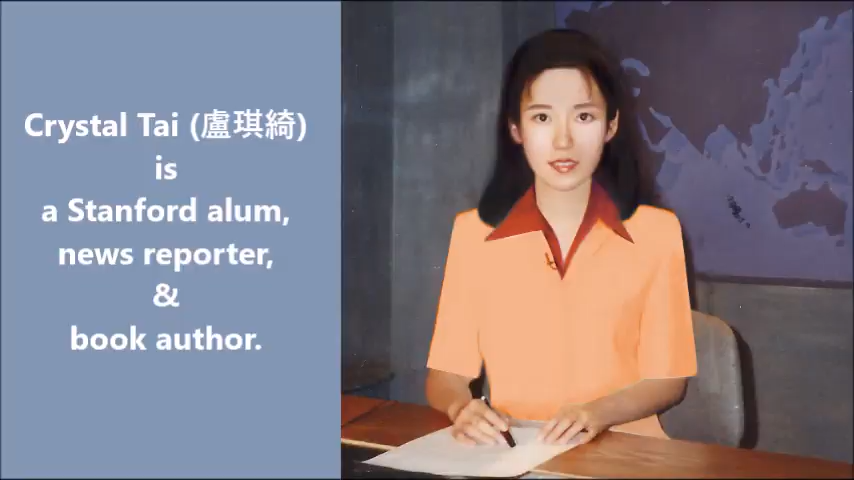 Crystal Tai (盧琪綺)
is
a Stanford alum,
news reporter,
&
book author.